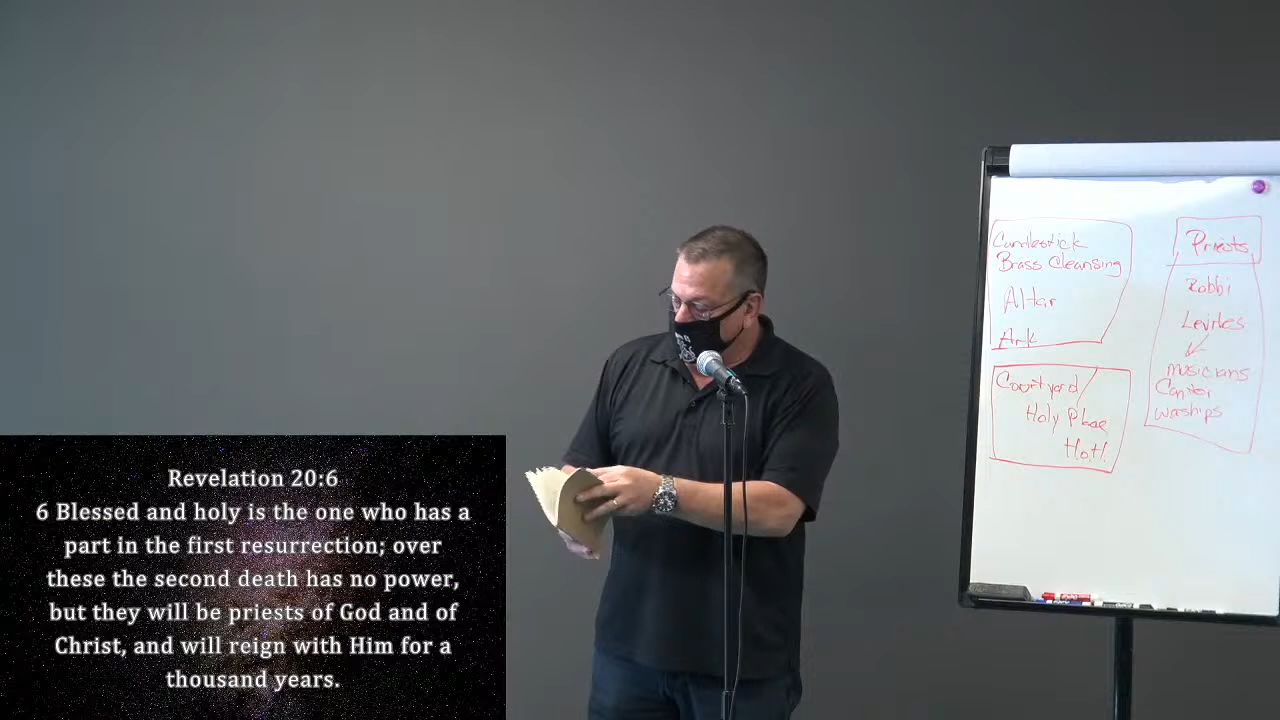 Revelation 20:6
6 Blessed and holy is the one who has a
part in the first resurrection; over
these the second death has no power,
but they will be priests of God and of
Christ, and will reign with Him for a
thousand years.
Candlestick
Brass Cleansing
Altar
Ark
Courtyard
Holy Place
H.o.H.
Priests
Rabbi
Levites
musicians
Cantor
Worships